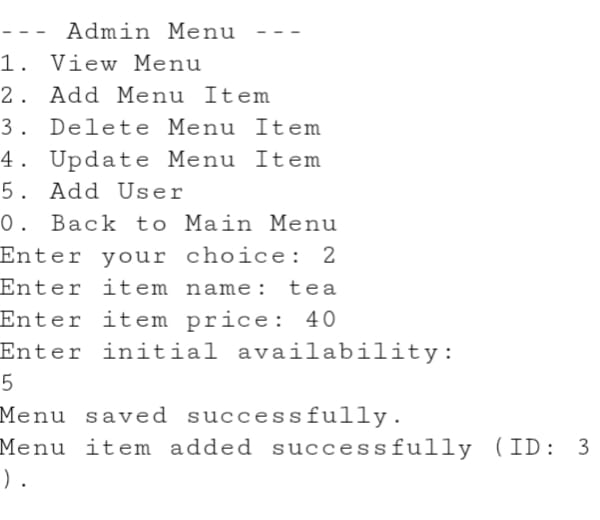 --- Admin Menu ---
1. View Menu
2. Add Menu Item
3. Delete Menu Item
4. Update Menu Item
5. Add User
0. Back to Main Menu
Enter your choice: 2
Enter item name: tea
Enter item price: 40
Enter initial availability:
5
Menu saved successfully.
Menu item added successfully (ID: 3
).